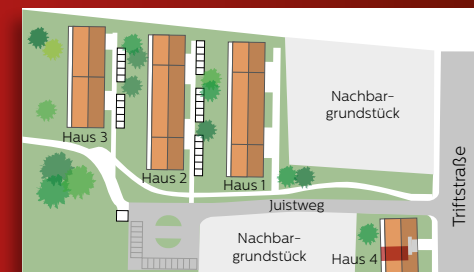 Nachbar-
grundstück
Haus 3
Haus 2
Haus 1
Triftstraße
Juistweg
Nachbar-
grundstück
Haus 4